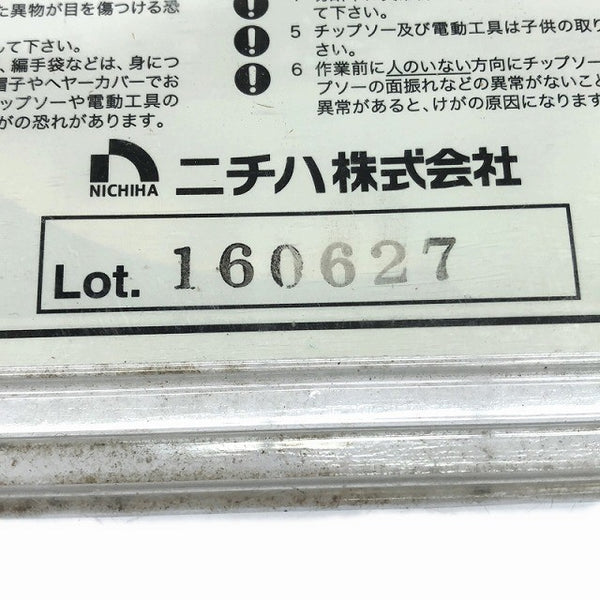 た異物が目を傷つける恐
して下さい。
、編手袋などは、身につ
帽子やヘヤーカバーでお
ップソーや電動工具の
がの恐れがあります。
て下さい。
5 チップソー及び電動工具は子供の取り
さい。
6 作業前に人のいない方向にチップソー
プソーの面振れなどの異常がないこと
異常があると、けがの原因になります
NICHIHA ニチハ株式会社
Lot. 160627